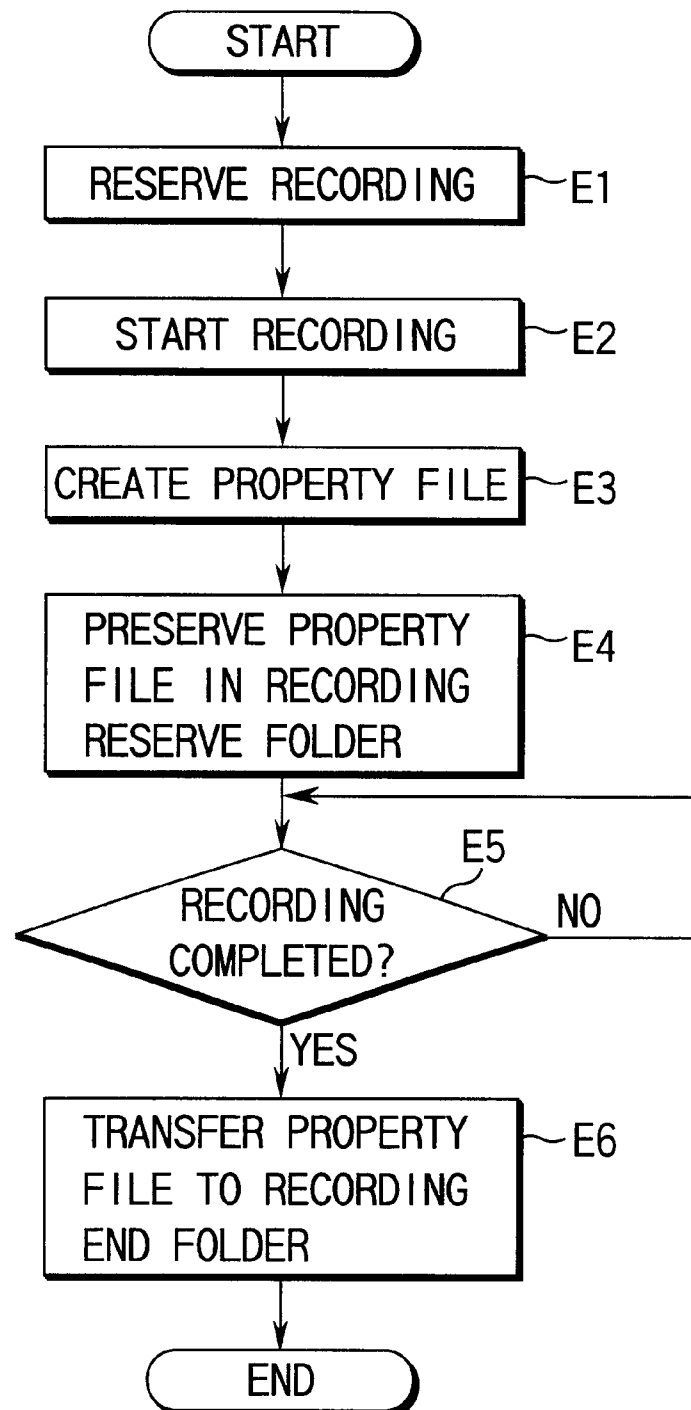 START
RESERVE RECORDING
E1
START RECORDING
E2
CREATE PROPERTY FILE
E3
PRESERVE PROPERTY
FILE IN RECORDING
RESERVE FOLDER
E4
E5
RECORDING
COMPLETED?
NO
YES
TRANSFER PROPERTY
FILE TO RECORDING
END FOLDER
E6
END